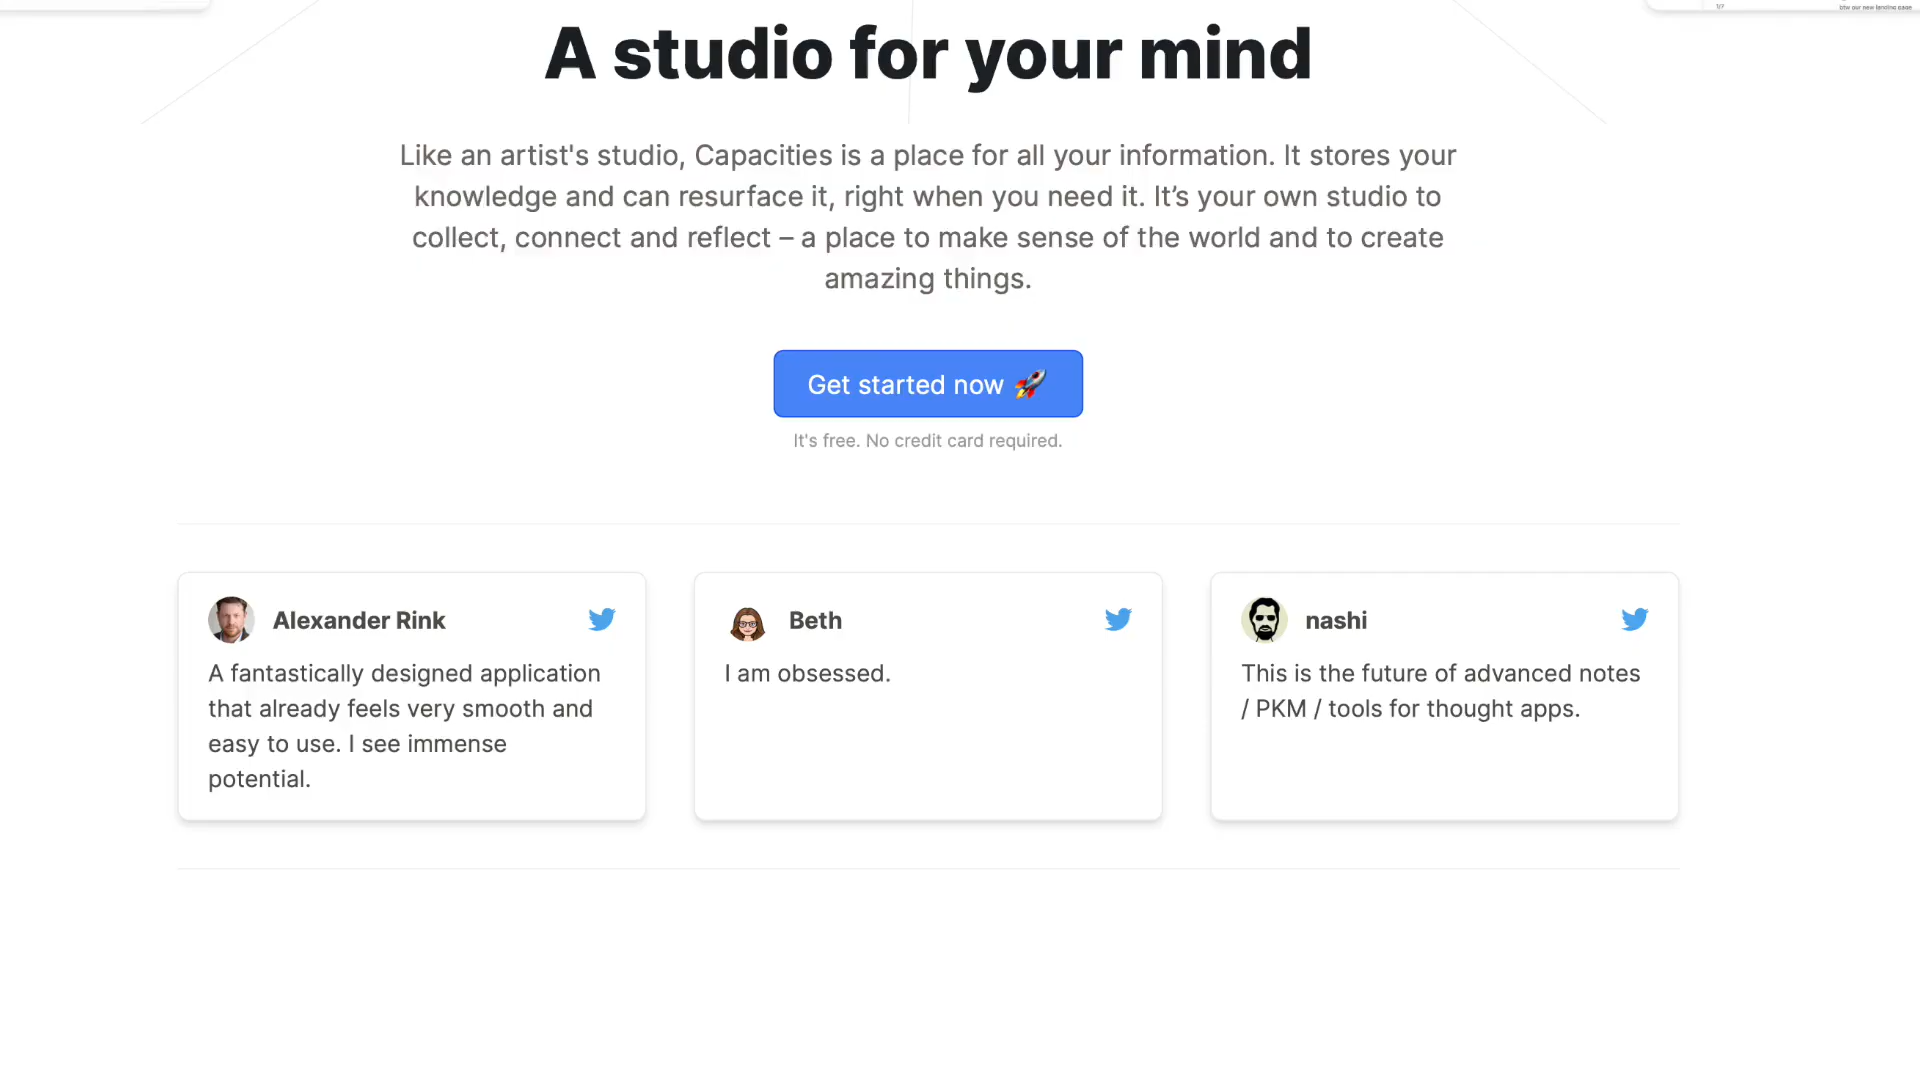 1/7
A studio for your mind
Like an artist's studio, Capacities is a place for all your information. It stores your
knowledge and can resurface it, right when you need it. It’s your own studio to
collect, connect and reflect – a place to make sense of the world and to create
amazing things.
Get started now 🚀
It's free. No credit card required.
Alexander Rink
A fantastically designed application
that already feels very smooth and
easy to use. I see immense
potential.
Beth
I am obsessed.
nashi
This is the future of advanced notes
/ PKM / tools for thought apps.